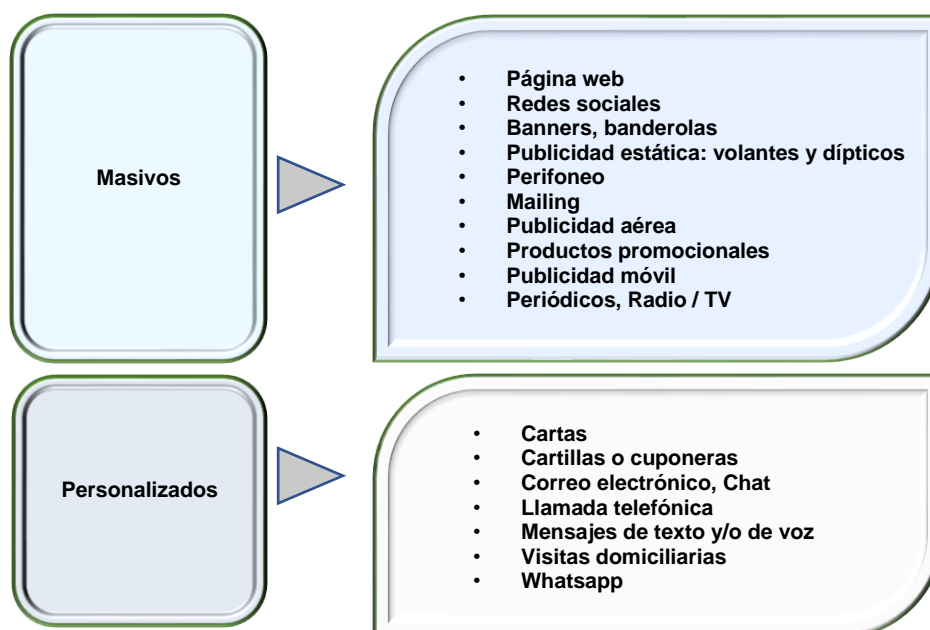 Masivos
• Página web
• Redes sociales
• Banners, banderolas
• Publicidad estática: volantes y dípticos
• Perifoneo
• Mailing
• Publicidad aérea
• Productos promocionales
• Publicidad móvil
• Periódicos, Radio / TV
Personalizados
• Cartas
• Cartillas o cuponeras
• Correo electrónico, Chat
• Llamada telefónica
• Mensajes de texto y/o de voz
• Visitas domiciliarias
• Whatsapp